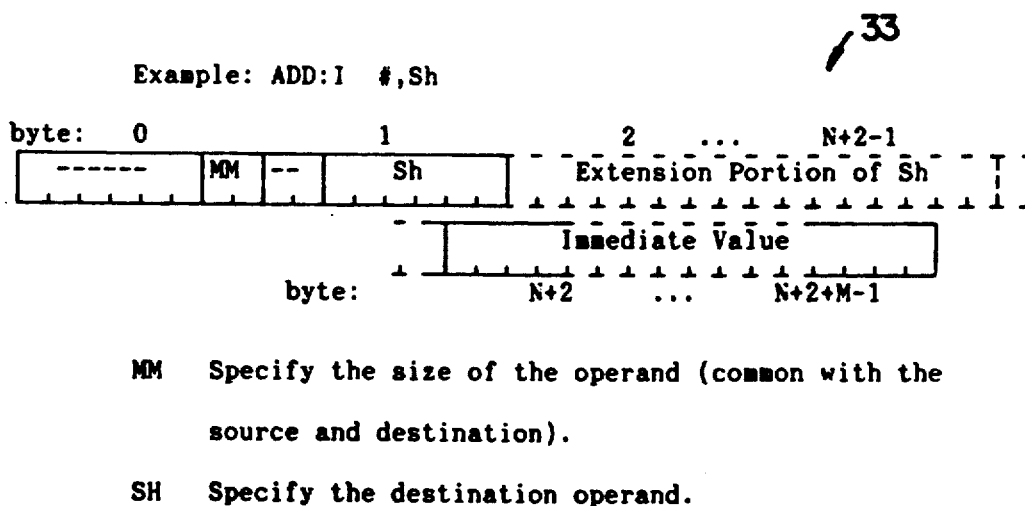 33
Example: ADD:I #,Sh
byte: 0 1 2 ... N+2-1
------ MM -- Sh Extension Portion of Sh
Immediate Value
byte: N+2 ... N+2+M-1
MM Specify the size of the operand (common with the
source and destination).
SH Specify the destination operand.